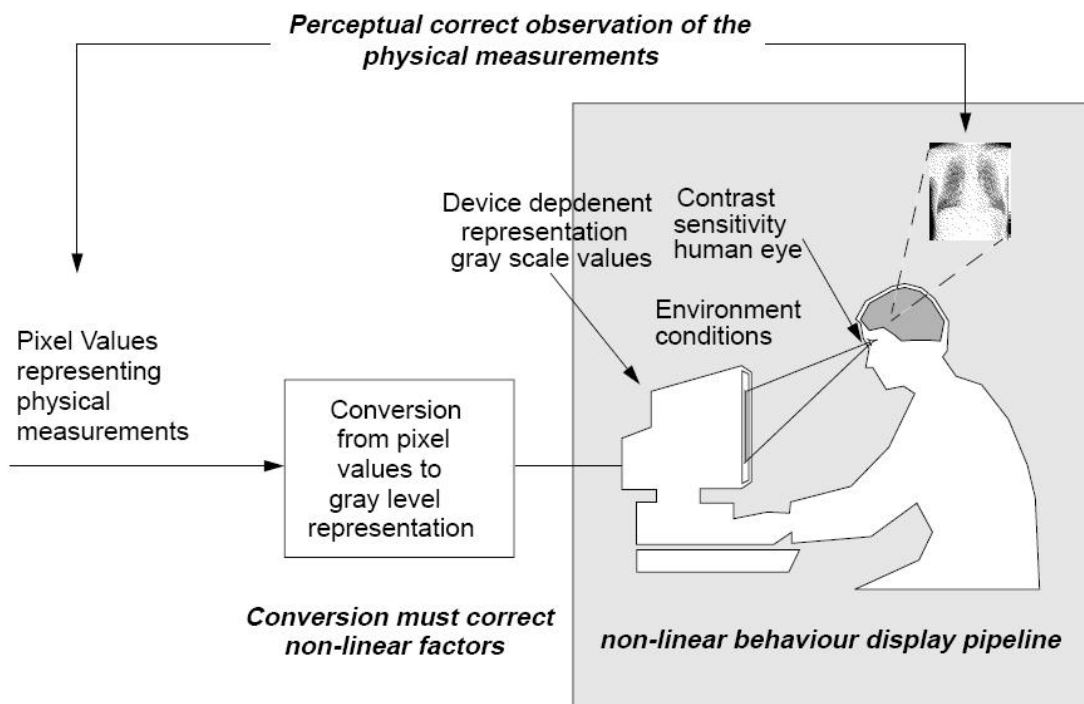 Perceptual correct observation of the
physical measurements
Device depdenent
representation
gray scale values
Contrast
sensitivity
human eye
Environment
conditions
Pixel Values
representing
physical
measurements
Conversion
from pixel
values to
gray level
representation
Conversion must correct
non-linear factors
non-linear behaviour display pipeline